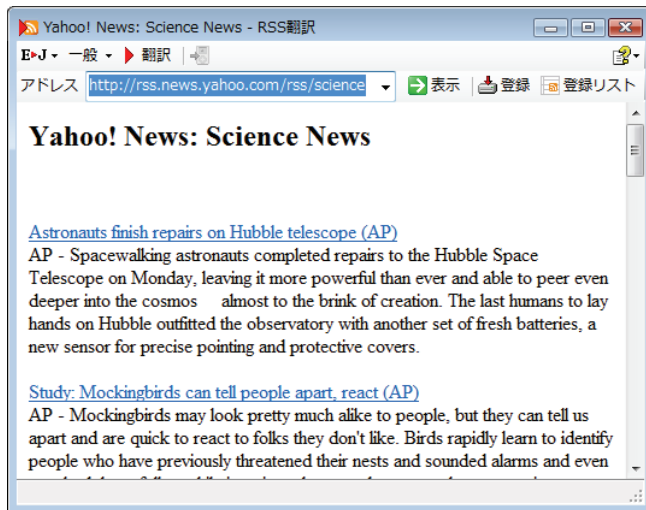 Yahoo! News: Science News - RSS翻訳
E▸J 一般 翻訳
アドレス http://rss.news.yahoo.com/rss/science 表示 登録 登録リスト
Yahoo! News: Science News
Astronauts finish repairs on Hubble telescope (AP)
AP - Spacewalking astronauts completed repairs to the Hubble Space
Telescope on Monday, leaving it more powerful than ever and able to peer even
deeper into the cosmos almost to the brink of creation. The last humans to lay
hands on Hubble outfitted the observatory with another set of fresh batteries, a
new sensor for precise pointing and protective covers.
Study: Mockingbirds can tell people apart, react (AP)
AP - Mockingbirds may look pretty much alike to people, but they can tell us
apart and are quick to react to folks they don't like. Birds rapidly learn to identify
people who have previously threatened their nests and sounded alarms and even